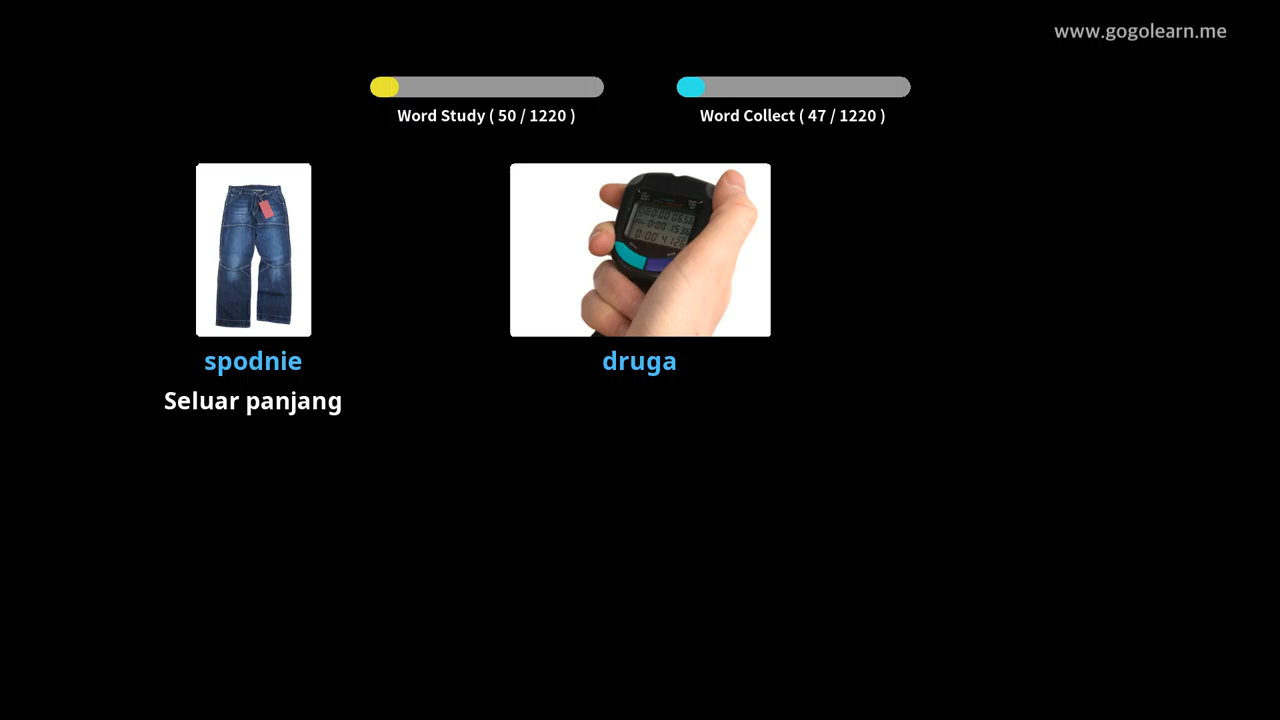 www.gogolearn.me
Word Study ( 50 / 1220 )
Word Collect ( 47 / 1220 )
spodnie
druga
Seluar panjang